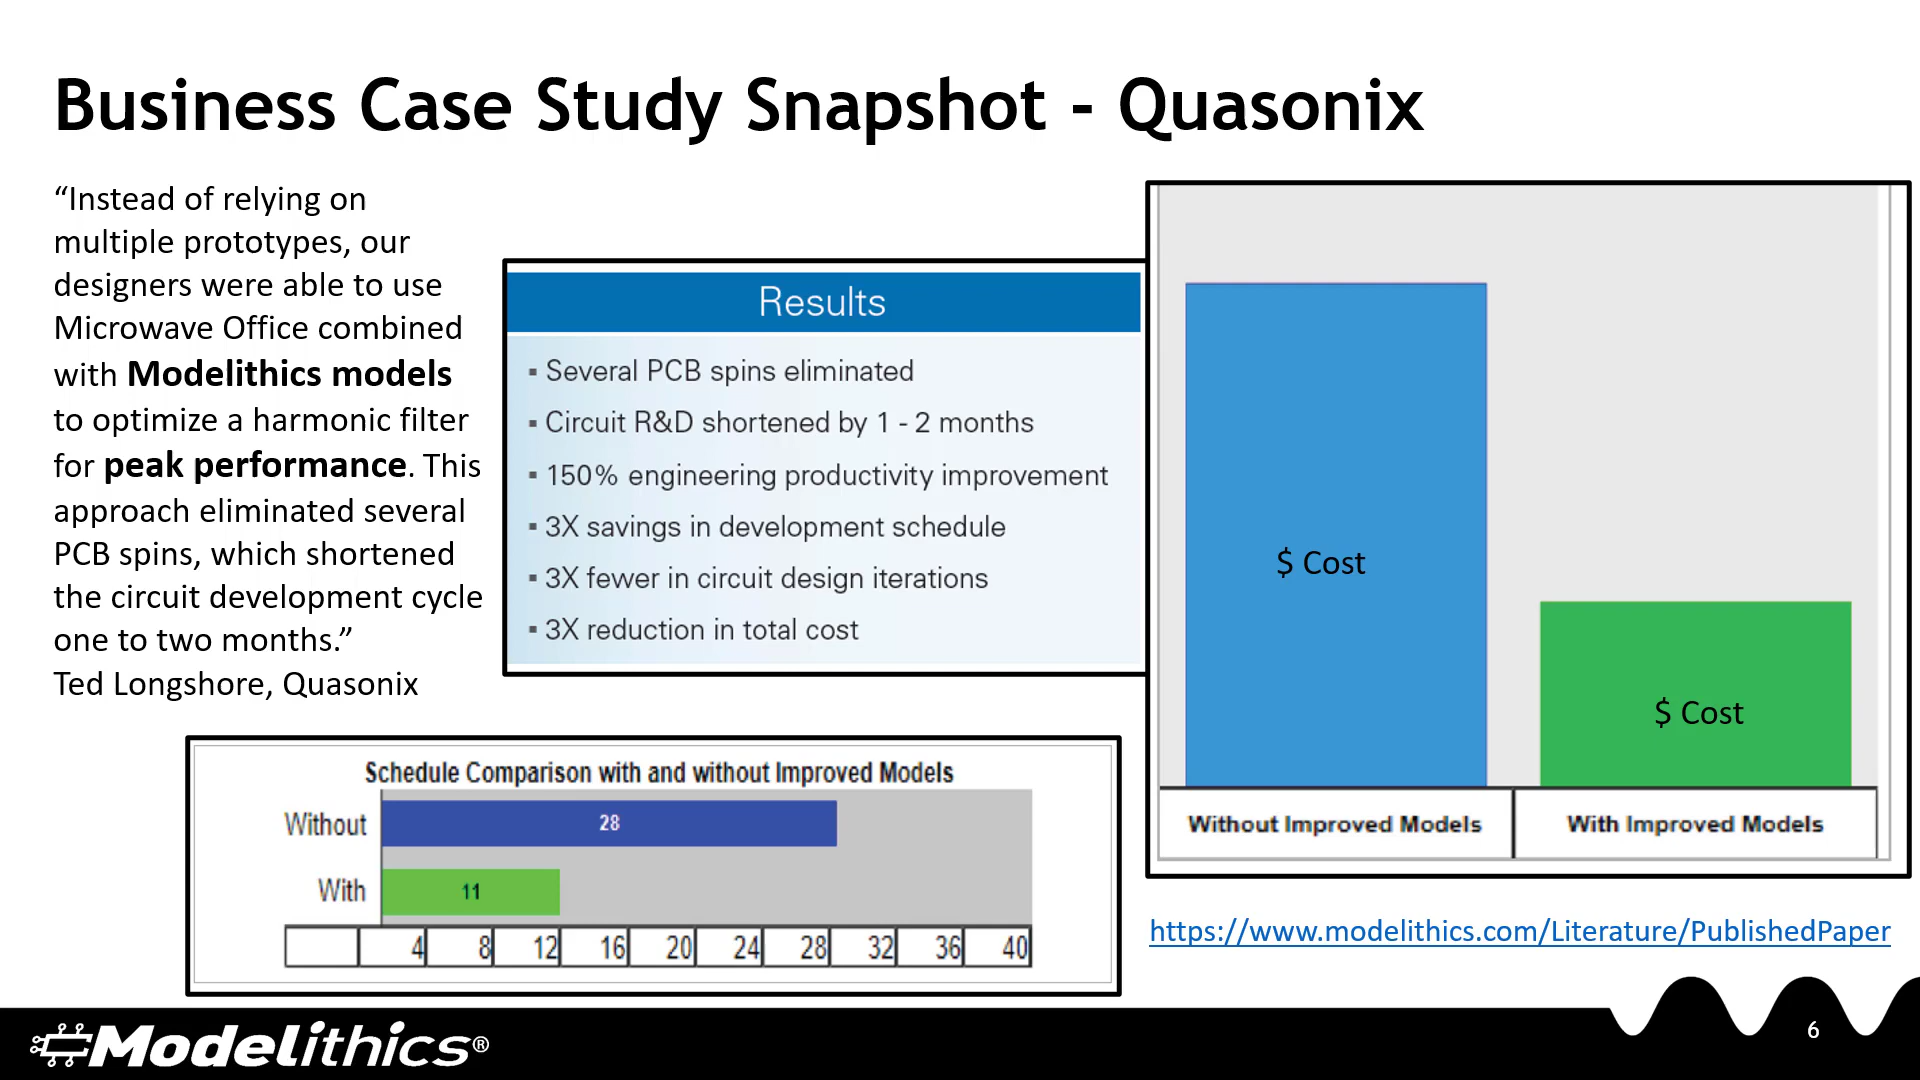 Business Case Study Snapshot - Quasonix
“Instead of relying on
multiple prototypes, our
designers were able to use
Microwave Office combined
with Modelithics models
to optimize a harmonic filter
for peak performance. This
approach eliminated several
PCB spins, which shortened
the circuit development cycle
one to two months.”
Ted Longshore, Quasonix
Results
▪ Several PCB spins eliminated
▪ Circuit R&D shortened by 1 - 2 months
▪ 150% engineering productivity improvement
▪ 3X savings in development schedule
▪ 3X fewer in circuit design iterations
▪ 3X reduction in total cost
$ Cost
$ Cost
Without Improved Models
With Improved Models
Schedule Comparison with and without Improved Models
Without 28
With 11
4 8 12 16 20 24 28 32 36 40
https://www.modelithics.com/Literature/PublishedPaper
Modelithics®
6